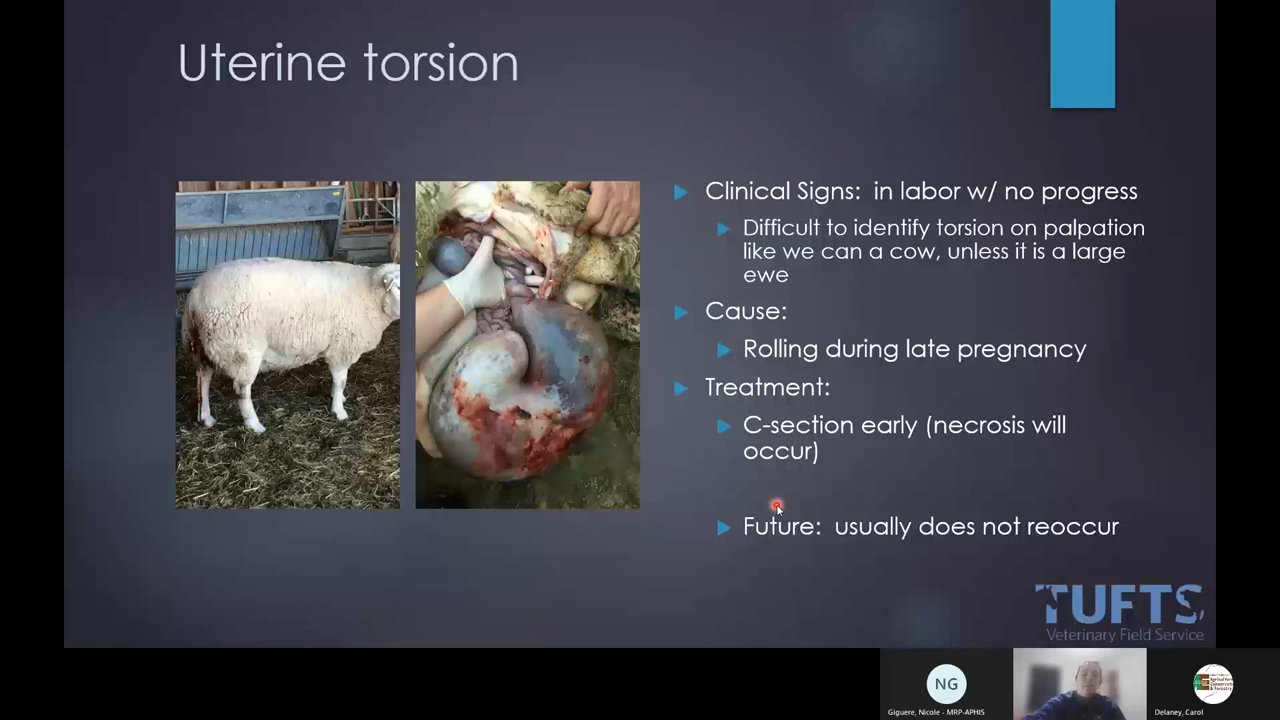 Uterine torsion
Clinical Signs: in labor w/ no progress
Difficult to identify torsion on palpation
like we can a cow, unless it is a large
ewe
Cause:
Rolling during late pregnancy
Treatment:
C-section early (necrosis will
occur)
Future: usually does not reoccur
TUFTS
Veterinary Field Service
NG
Giguere, Nicole - MRP-APHIS
Delaney, Carol